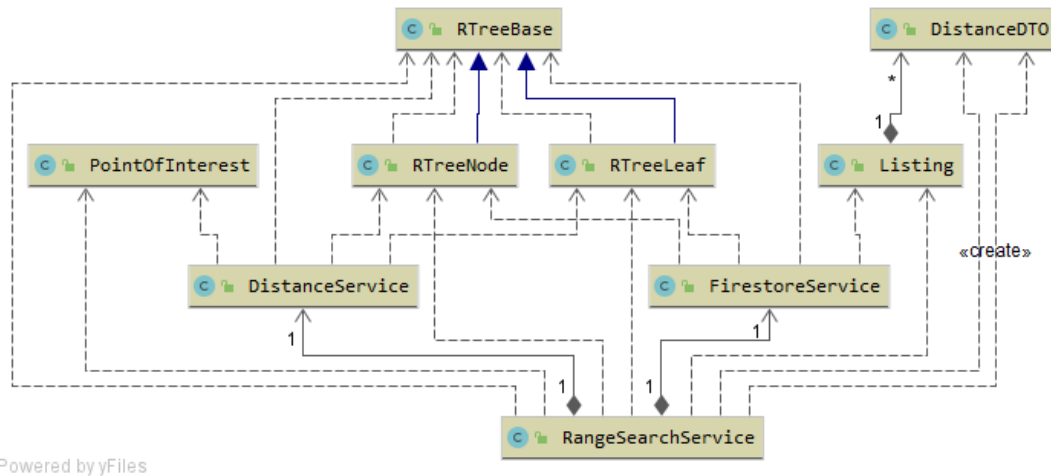 C RTreeBase
C DistanceDTO
*
1
C PointOfInterest
C RTreeNode
C RTreeLeaf
C Listing
«create»
C DistanceService
C FirestoreService
1
1
1
1
C RangeSearchService
Powered by yFiles